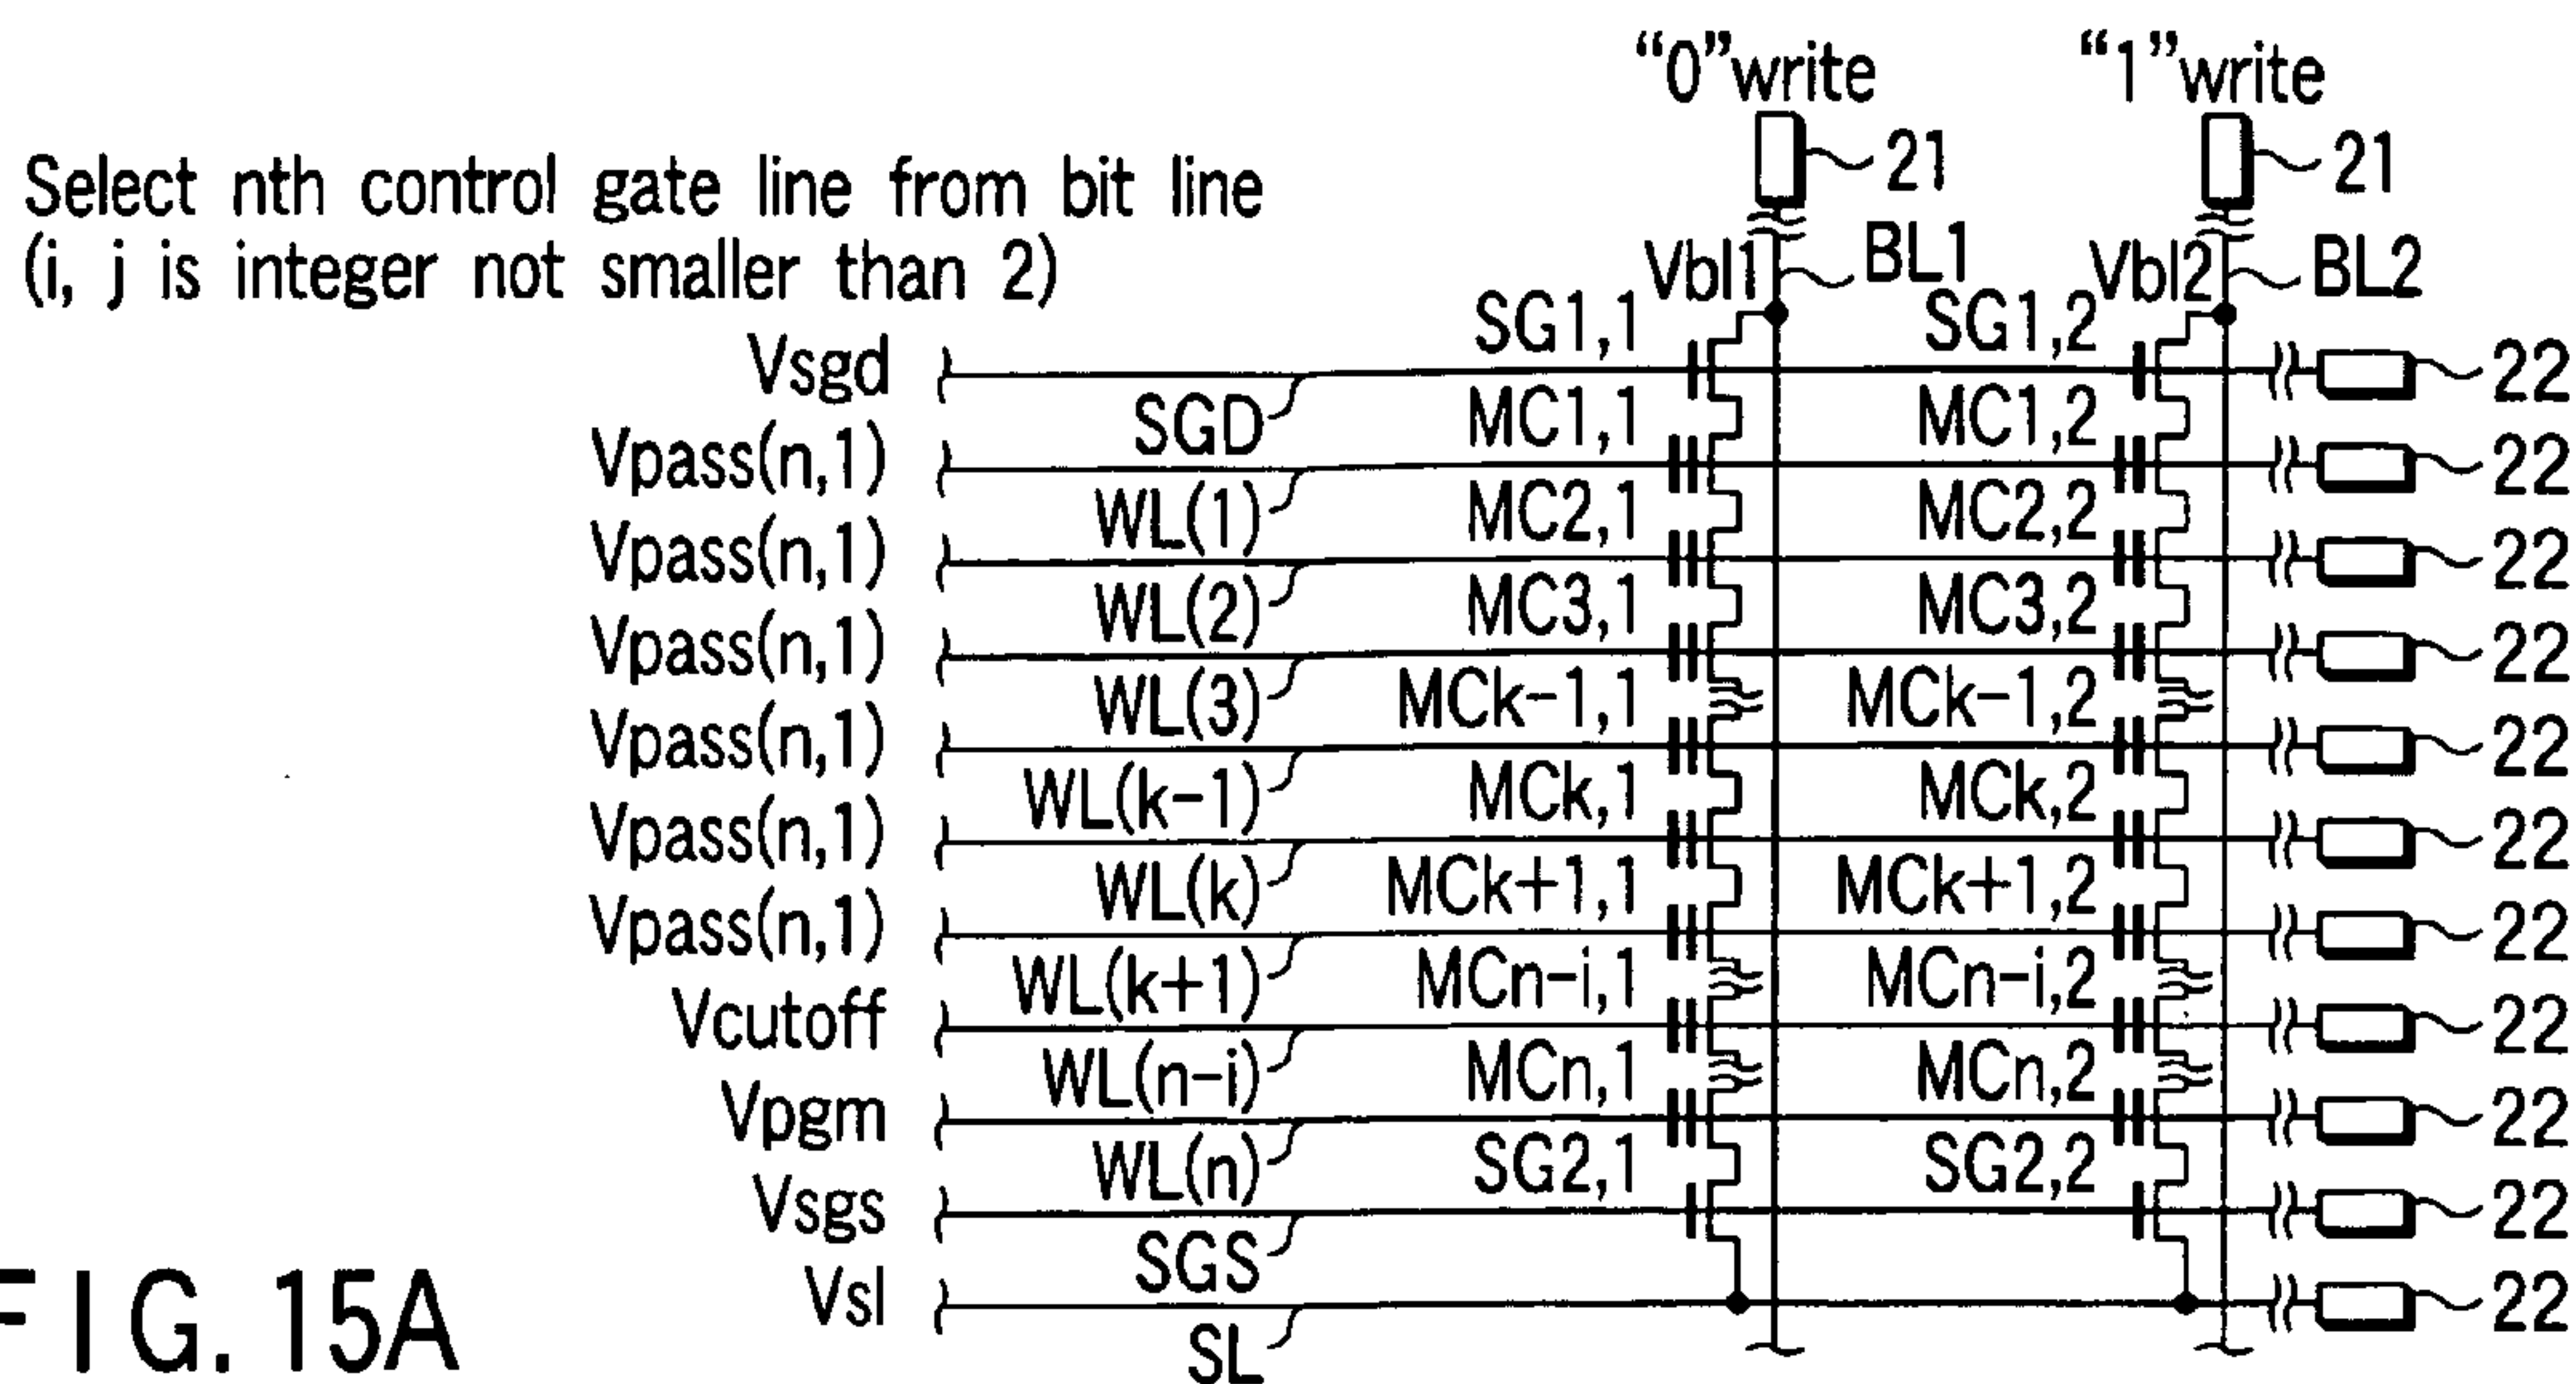 “0”write “1”write
21 21
Select nth control gate line from bit line
(i, j is integer not smaller than 2)
Vbl1 BL1 Vbl2 BL2
Vsgd SGD SG1,1 SG1,2 22
Vpass(n,1) WL(1) MC1,1 MC1,2 22
Vpass(n,1) WL(2) MC2,1 MC2,2 22
Vpass(n,1) WL(3) MC3,1 MC3,2 22
Vpass(n,1) WL(k-1) MCk-1,1 MCk-1,2 22
Vpass(n,1) WL(k) MCk,1 MCk,2 22
Vpass(n,1) WL(k+1) MCk+1,1 MCk+1,2 22
Vcutoff WL(n-i) MCn-i,1 MCn-i,2 22
Vpgm WL(n) MCn,1 MCn,2 22
Vsgs SGS SG2,1 SG2,2 22
Vsl SL 22
FIG. 15A